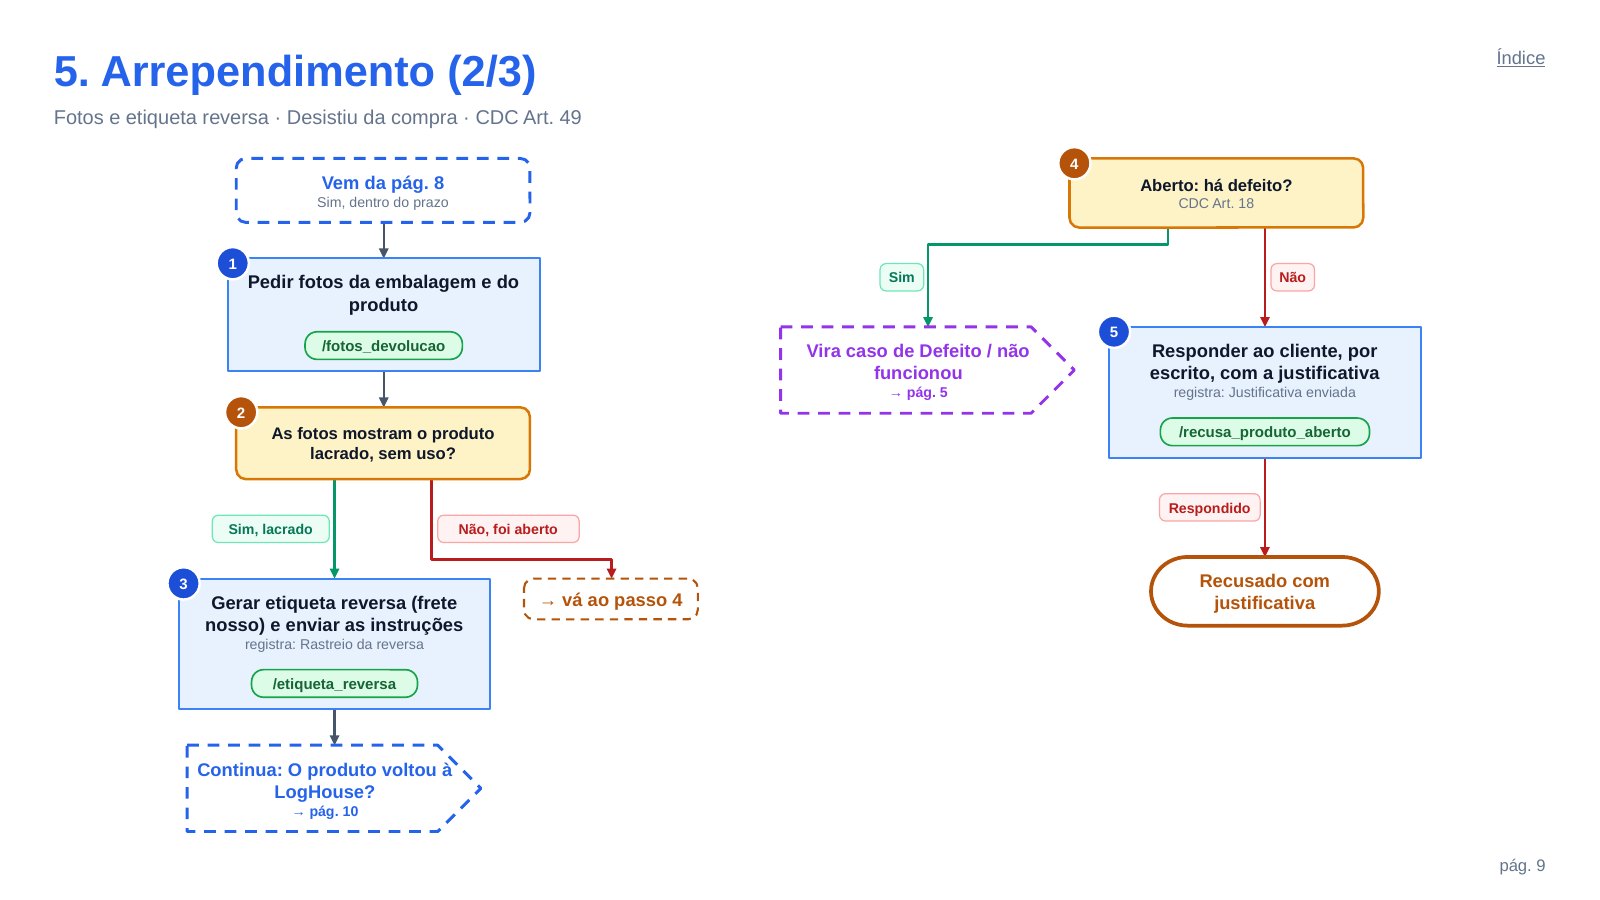 5. Arrependimento (2/3)
Índice
Fotos e etiqueta reversa · Desistiu da compra · CDC Art. 49
Vem da pág. 8
Sim, dentro do prazo
1
Pedir fotos da embalagem e do
produto
/fotos_devolucao
2
As fotos mostram o produto
lacrado, sem uso?
Sim, lacrado
Não, foi aberto
3
Gerar etiqueta reversa (frete
nosso) e enviar as instruções
registra: Rastreio da reversa
/etiqueta_reversa
→ vá ao passo 4
Continua: O produto voltou à
LogHouse?
→ pág. 10
4
Aberto: há defeito?
CDC Art. 18
Sim
Não
Vira caso de Defeito / não
funcionou
→ pág. 5
5
Responder ao cliente, por
escrito, com a justificativa
registra: Justificativa enviada
/recusa_produto_aberto
Respondido
Recusado com
justificativa
pág. 9